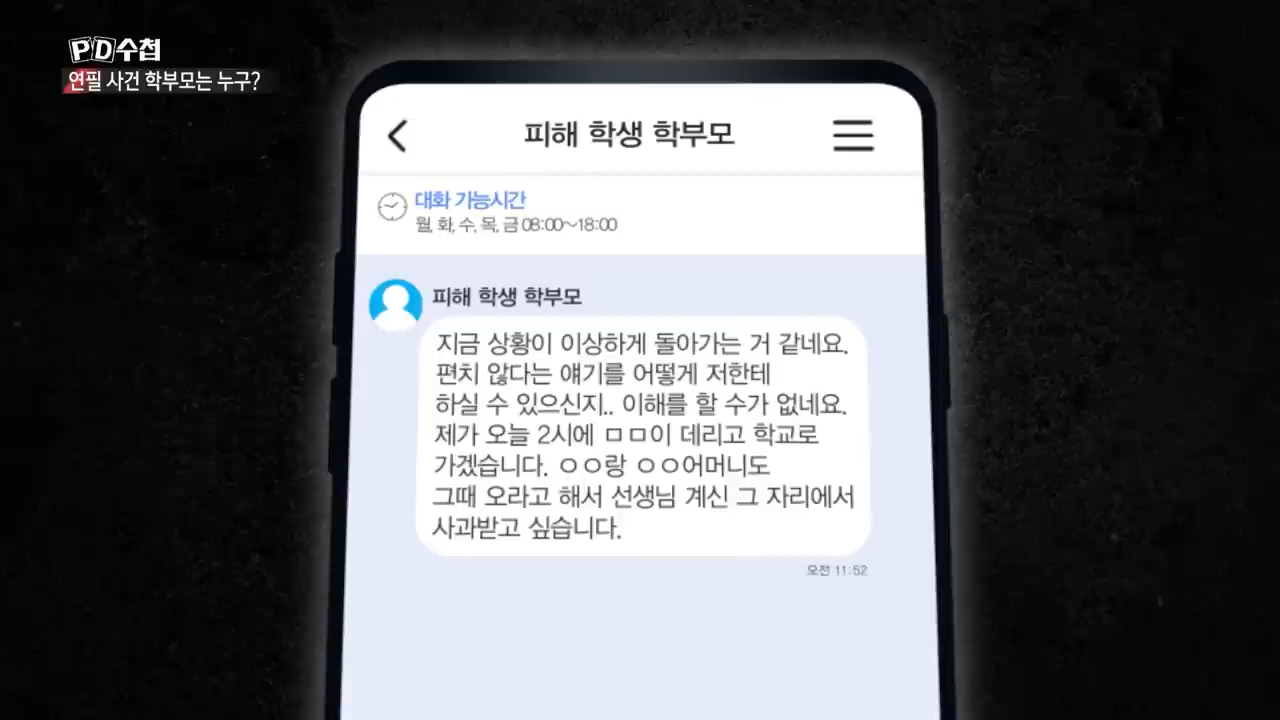 PD수첩
연필 사건 학부모는 누구?
피해 학생 학부모
대화 가능시간
월, 화, 수, 목, 금 08:00~18:00
피해 학생 학부모
지금 상황이 이상하게 돌아가는 거 같네요.
편치 않다는 얘기를 어떻게 저한테
하실 수 있으신지.. 이해를 할 수가 없네요.
제가 오늘 2시에 ㅁㅁ이 데리고 학교로
가겠습니다. ㅇㅇ랑 ㅇㅇ어머니도
그때 오라고 해서 선생님 계신 그 자리에서
사과받고 싶습니다.
오전 11:52